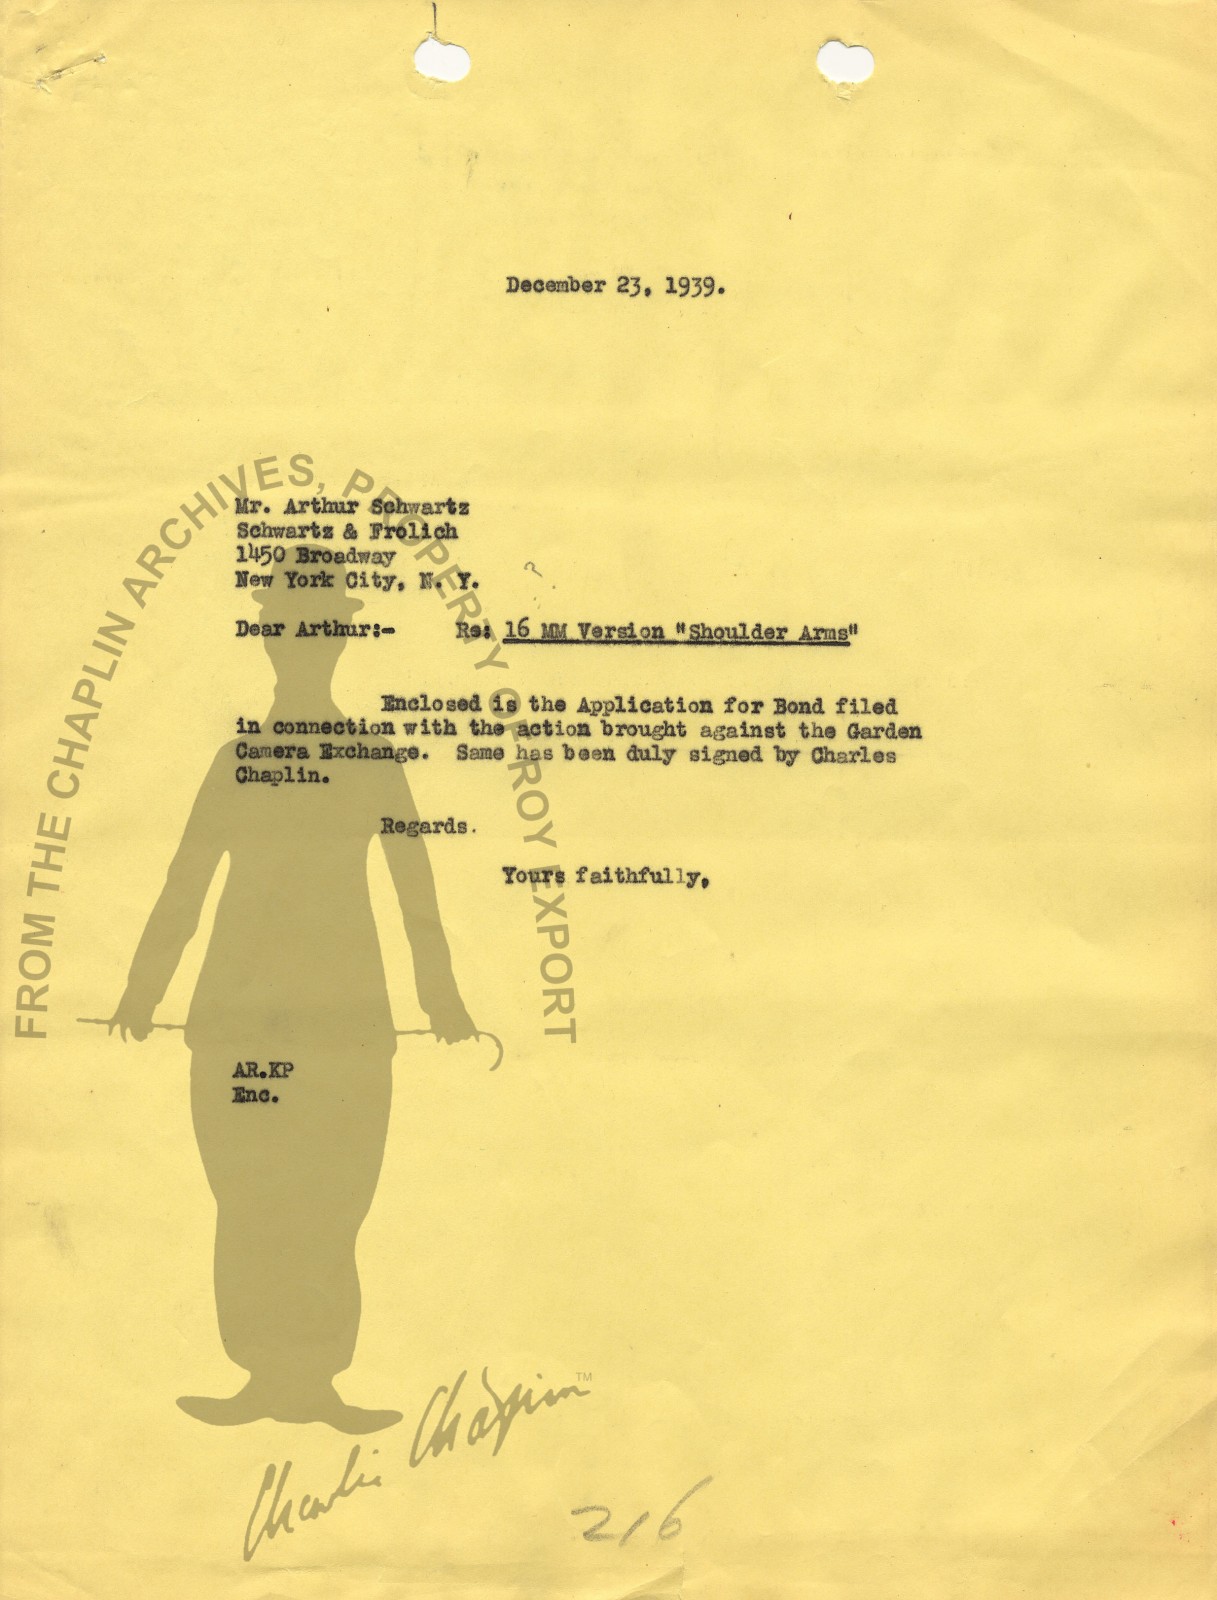 December 23, 1939.
Mr. Arthur Schwartz
Schwartz & Frolich
1450 Broadway
New York City, N. Y.
?
Dear Arthur:- Re: 16 MM Version "Shoulder Arms"
Enclosed is the Application for Bond filed
in connection with the action brought against the Garden
Camera Exchange. Same has been duly signed by Charles
Chaplin.
Regards.
Yours faithfully,
AR.KP
Enc.
FROM THE CHAPLIN ARCHIVES, PROPERTY OF ROY EXPORT
Charlie Chaplin TM
216